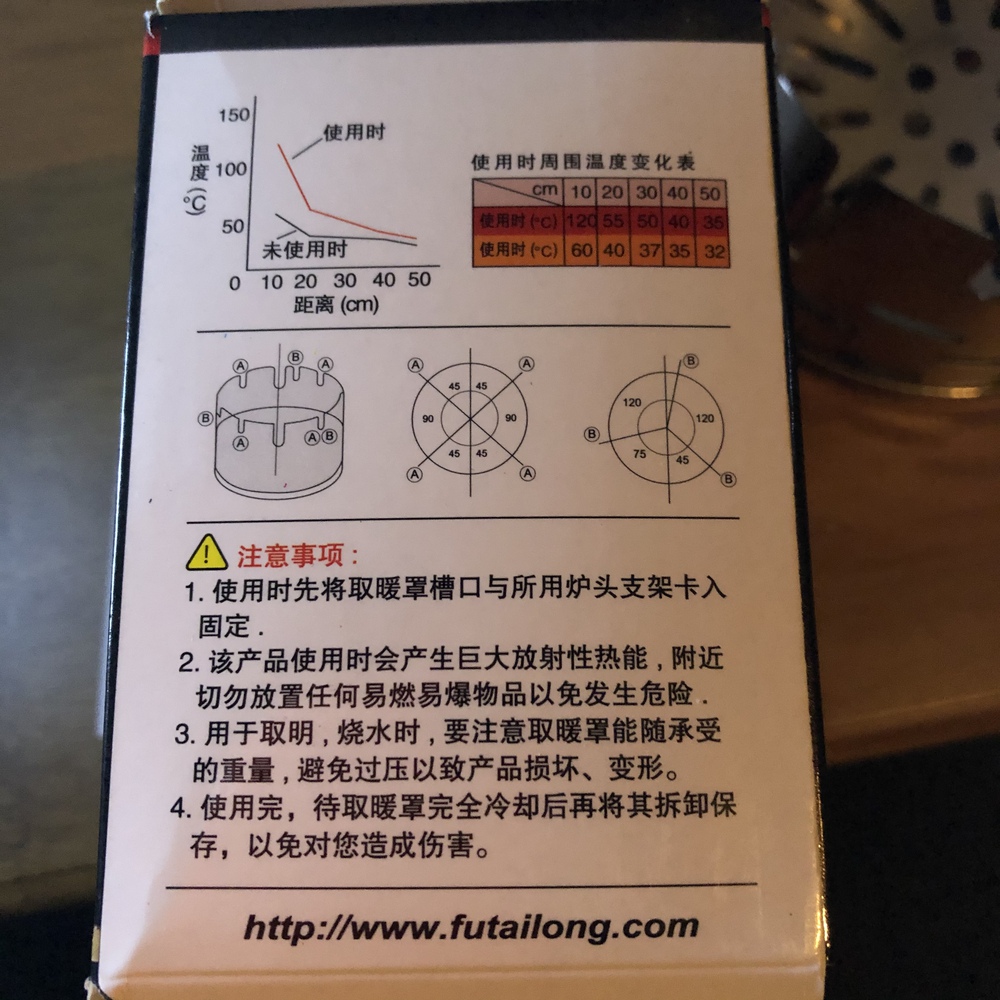 150
使用时
温度(°C)
100
50
未使用时
0 10 20 30 40 50
距离 (cm)
使用时周围温度变化表
cm 10 20 30 40 50
使用时 (°C) 120 55 50 40 35
使用时 (°C) 60 40 37 35 32
A B A
B A A B
A 45 45 A
90 90
A 45 45 A
B
120 120
B 75 45
B
注意事项:
1. 使用时先将取暖罩槽口与所用炉头支架卡入
固定 .
2. 该产品使用时会产生巨大放射性热能 , 附近
切勿放置任何易燃易爆物品以免发生危险 .
3. 用于取明 , 烧水时 , 要注意取暖罩能随承受
的重量 , 避免过压以致产品损坏、变形。
4. 使用完，待取暖罩完全冷却后再将其拆卸保
存，以免对您造成伤害。
http://www.futailong.com